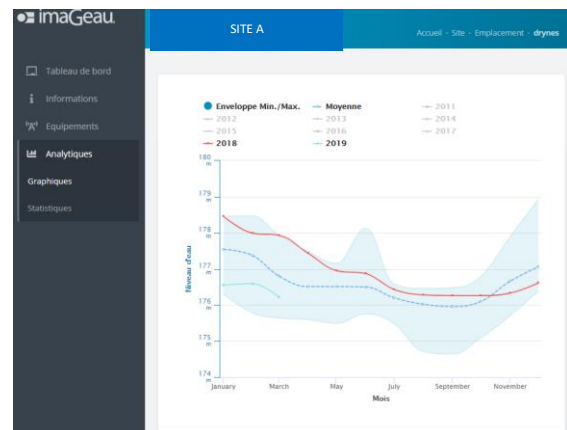 imaGeau.
SITE A
Accueil - Site - Emplacement - drynes
Tableau de bord
Informations
Equipements
Analytiques
Graphiques
Statistiques
Enveloppe Min./Max.
Moyenne
2011
2012
2013
2014
2015
2016
2017
2018
2019
180 m
179 m
178 m
177 m
176 m
175 m
174 m
Niveau d'eau
January
March
May
July
September
November
Mois